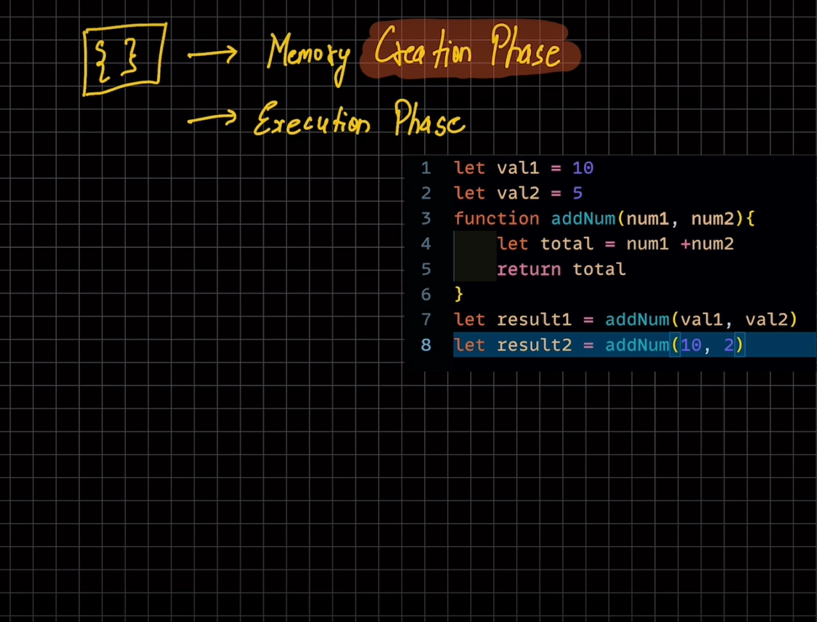 { } → Memory Creation Phase
→ Execution Phase
1 let val1 = 10
2 let val2 = 5
3 function addNum(num1, num2){
4 let total = num1 +num2
5 return total
6 }
7 let result1 = addNum(val1, val2)
8 let result2 = addNum(10, 2)